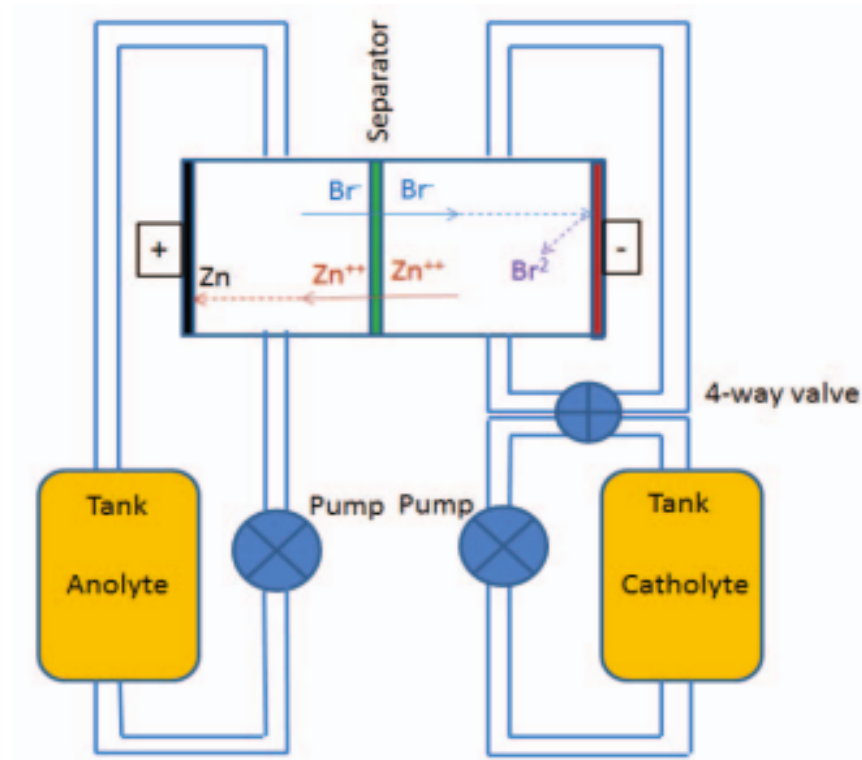 Separator
Br- Br-
+
-
Zn
Zn++ Zn++
Br2
4-way valve
Pump Pump
Tank
Anolyte
Tank
Catholyte